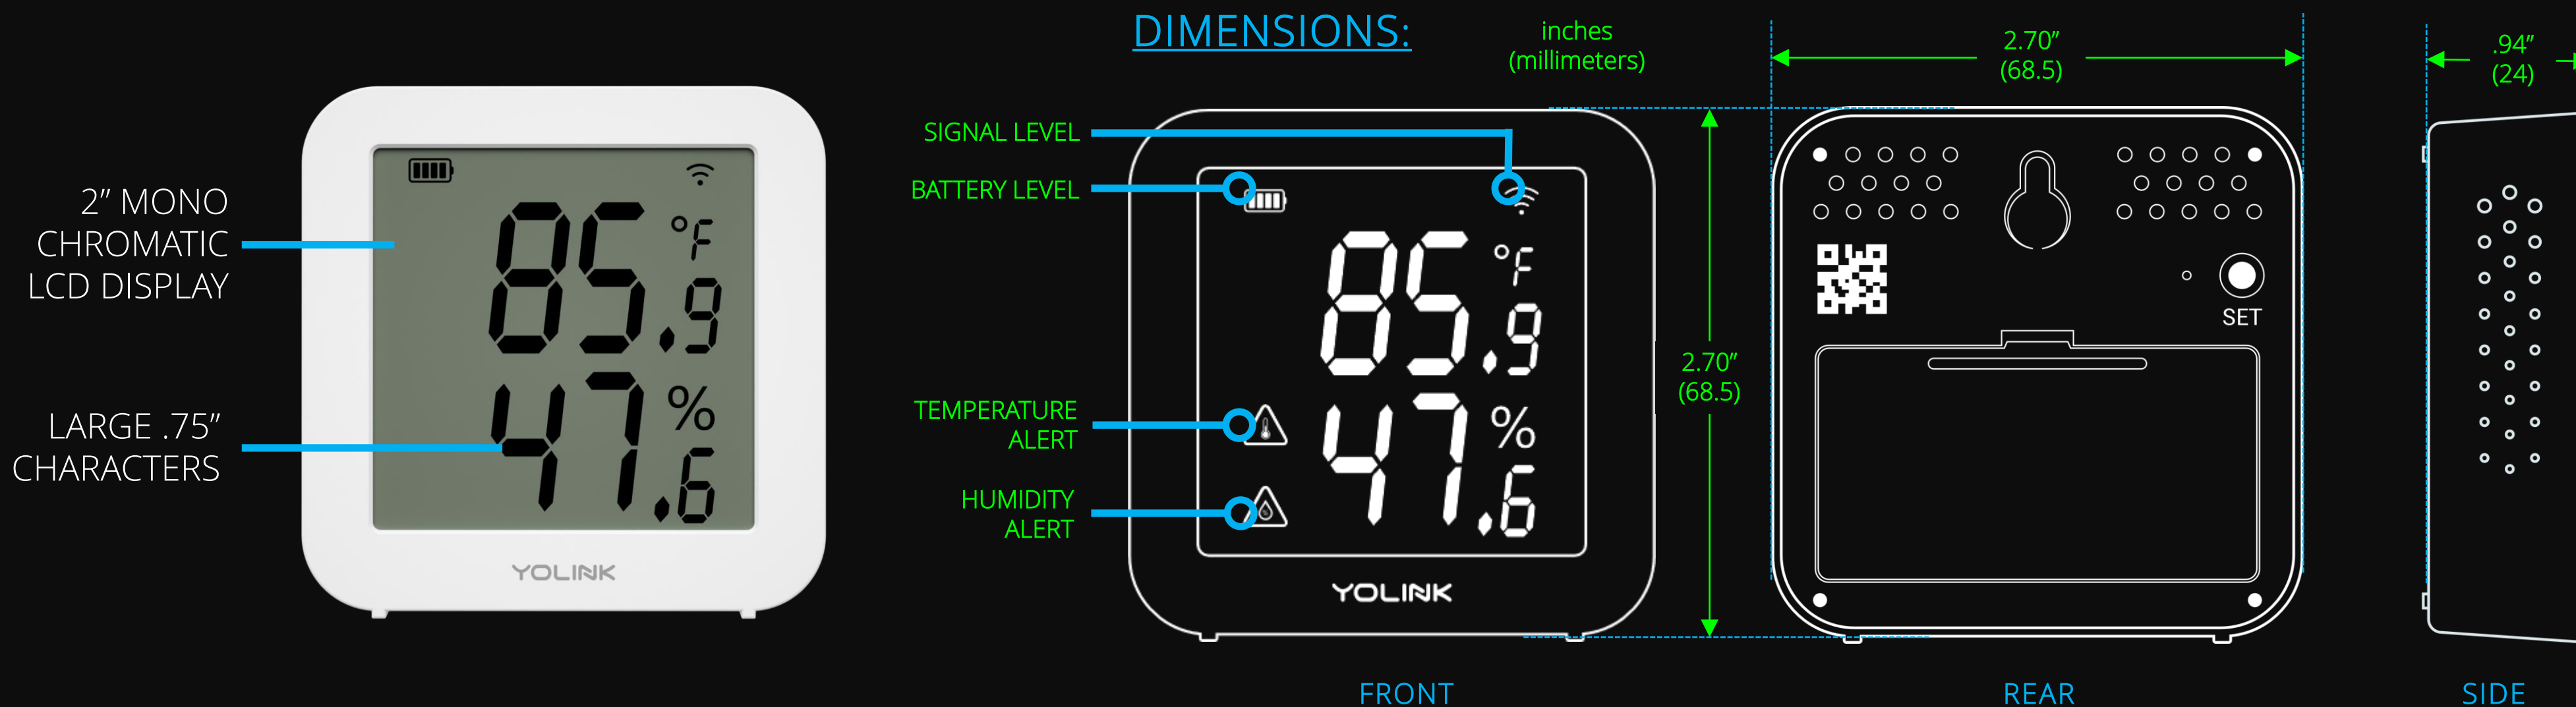 2” MONO
CHROMATIC
LCD DISPLAY
LARGE .75”
CHARACTERS
85.9 °F
47.6 %
YOLINK
DIMENSIONS:
inches
(millimeters)
SIGNAL LEVEL
BATTERY LEVEL
TEMPERATURE
ALERT
HUMIDITY
ALERT
85.9 °F
47.6 %
YOLINK
FRONT
2.70”
(68.5)
2.70”
(68.5)
SET
REAR
.94”
(24)
SIDE